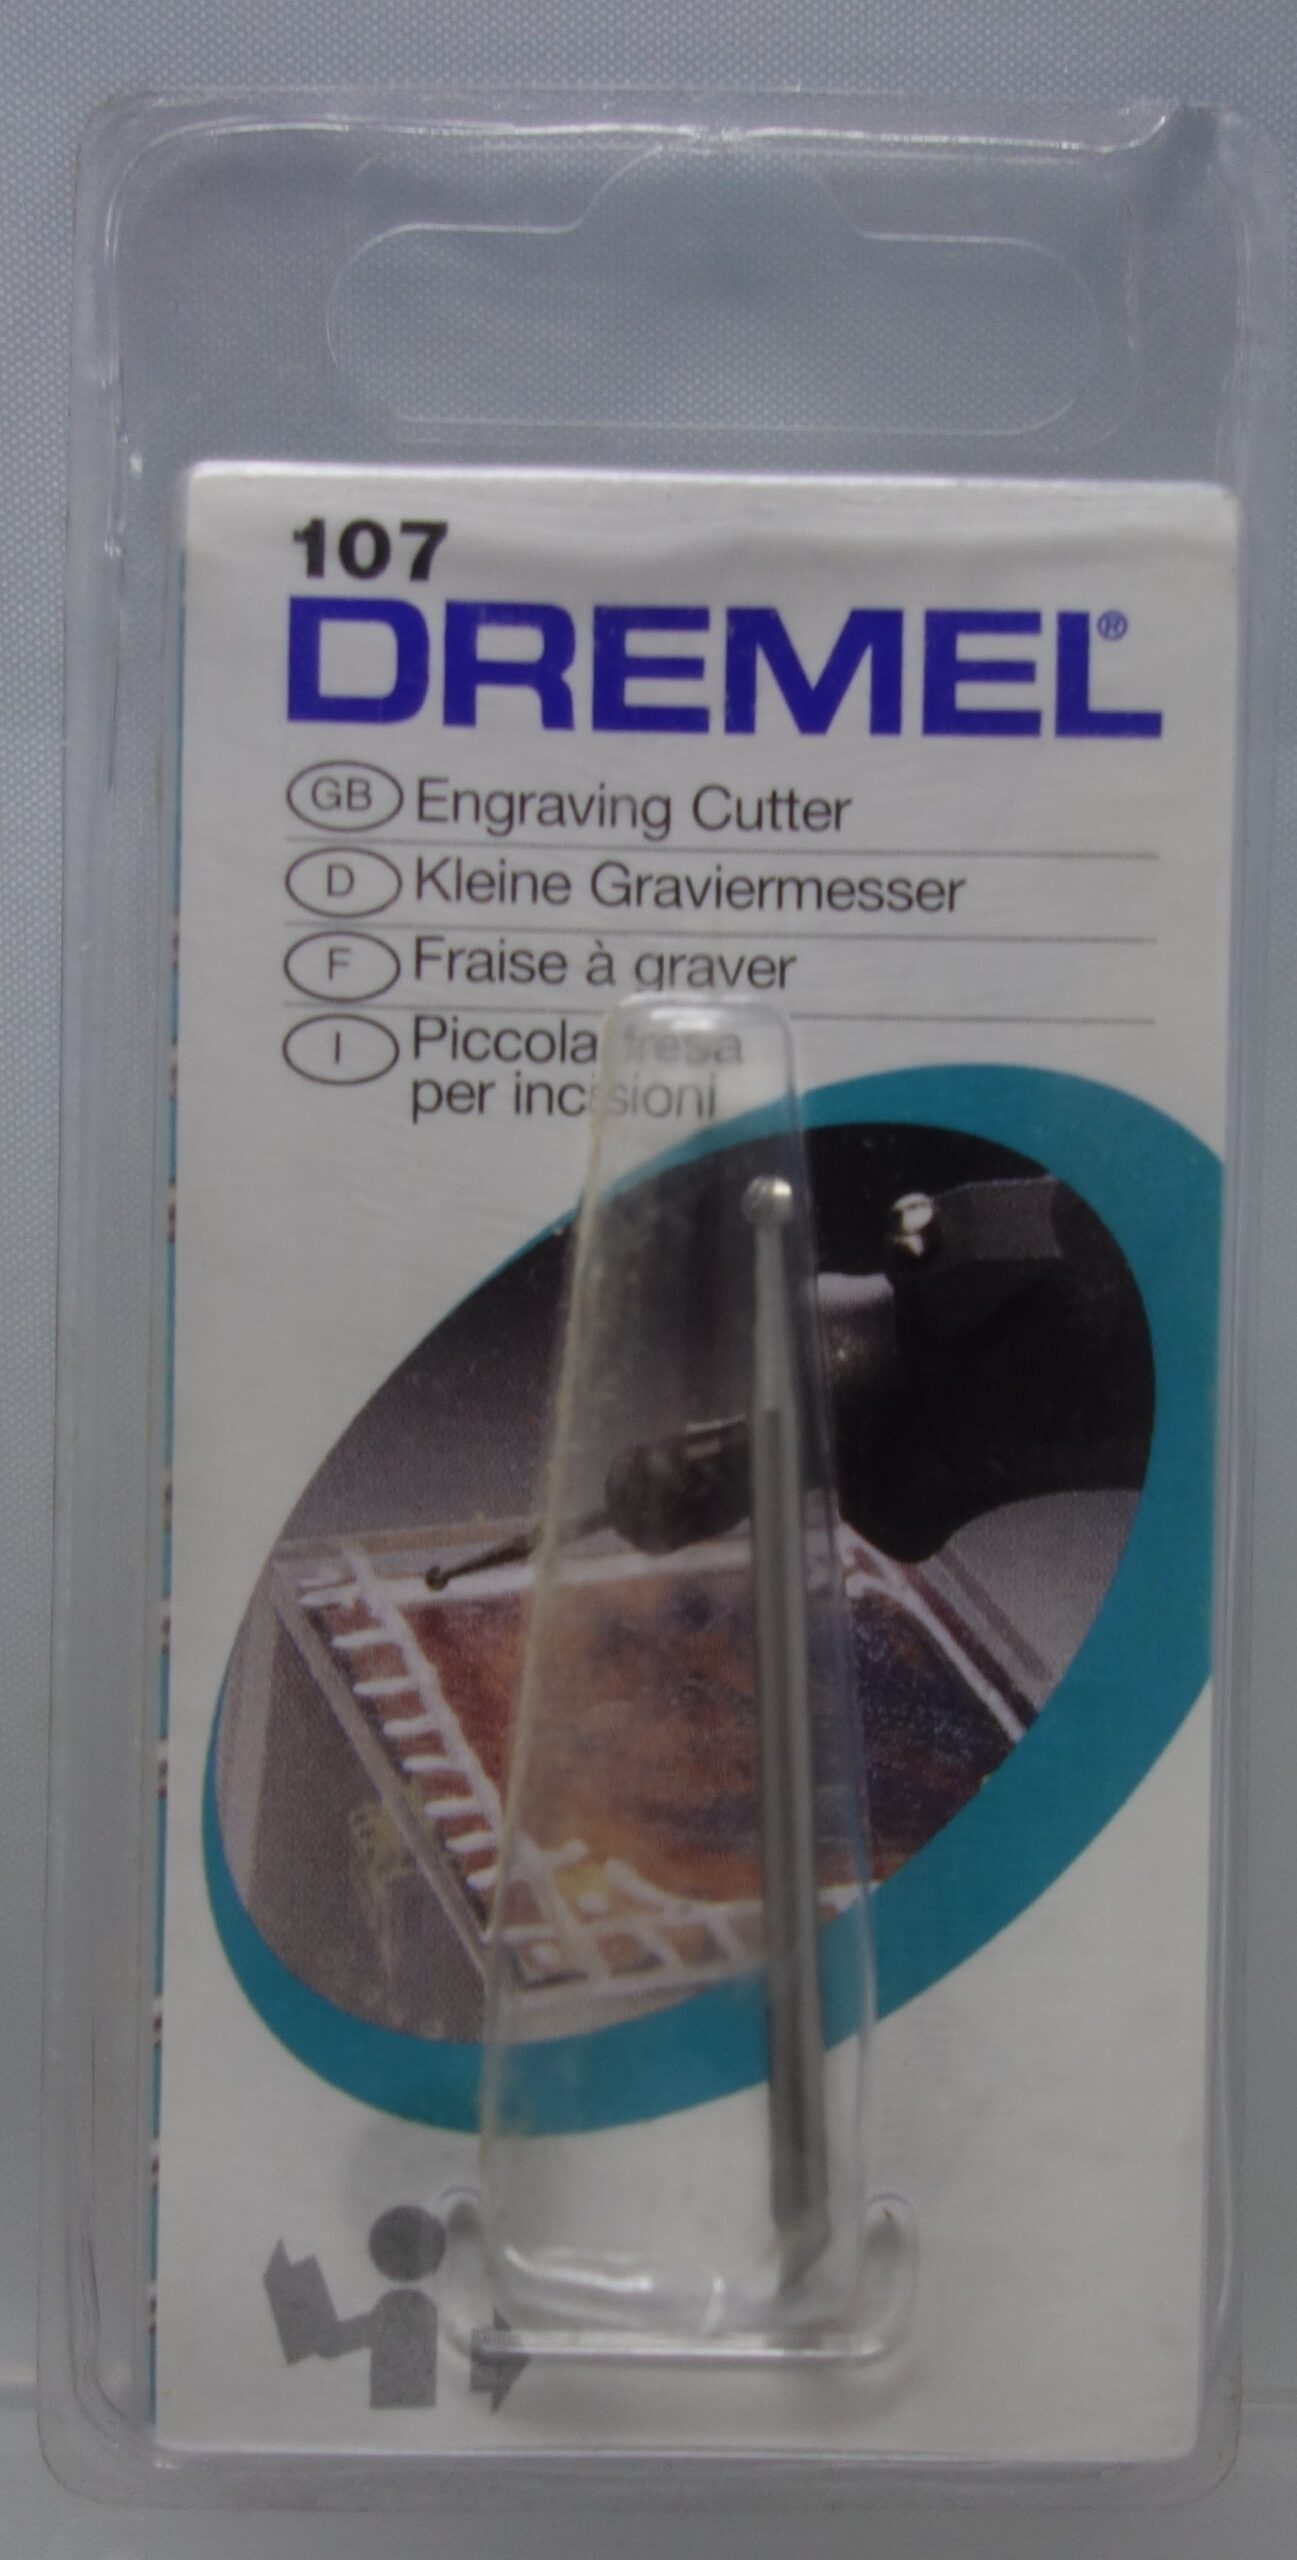 107
DREMEL®
GB Engraving Cutter
D Kleine Graviermesser
F Fraise à graver
I Piccola fresa
per incisioni